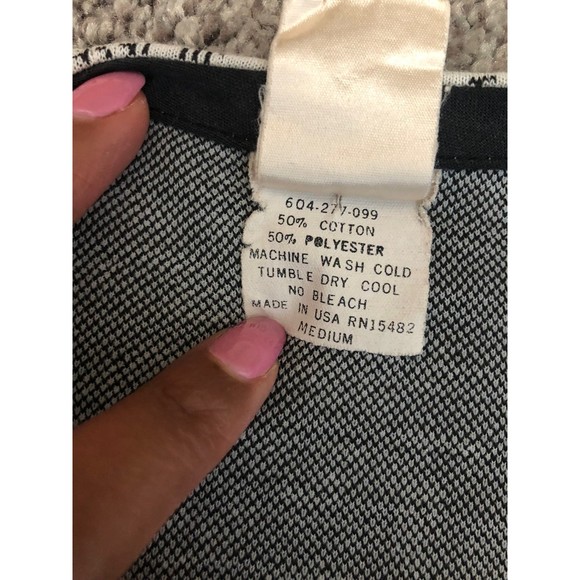 604-277-099
50% COTTON
50% POLYESTER
MACHINE WASH COLD
TUMBLE DRY COOL
NO BLEACH
MADE IN USA RN15482
MEDIUM